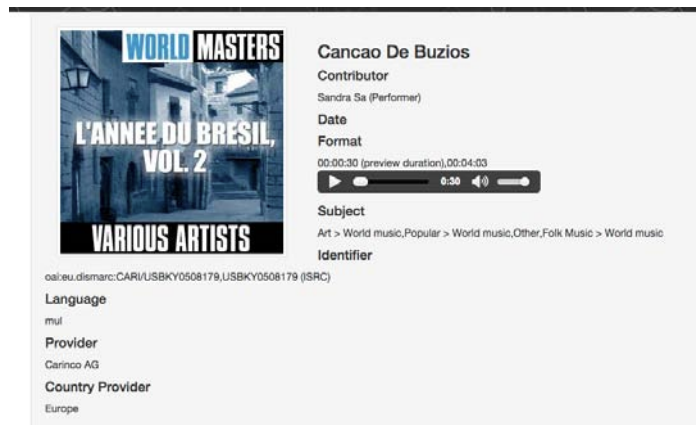 WORLD MASTERS
L'ANNEE DU BRESIL,
VOL. 2
VARIOUS ARTISTS
Cancao De Buzios
Contributor
Sandra Sa (Performer)
Date
Format
00:00:30 (preview duration),00:04:03
0:30
Subject
Art > World music,Popular > World music,Other,Folk Music > World music
Identifier
oai:eu.dismarc:CARI/USBKY0508179,USBKY0508179 (ISRC)
Language
mul
Provider
Carinco AG
Country Provider
Europe